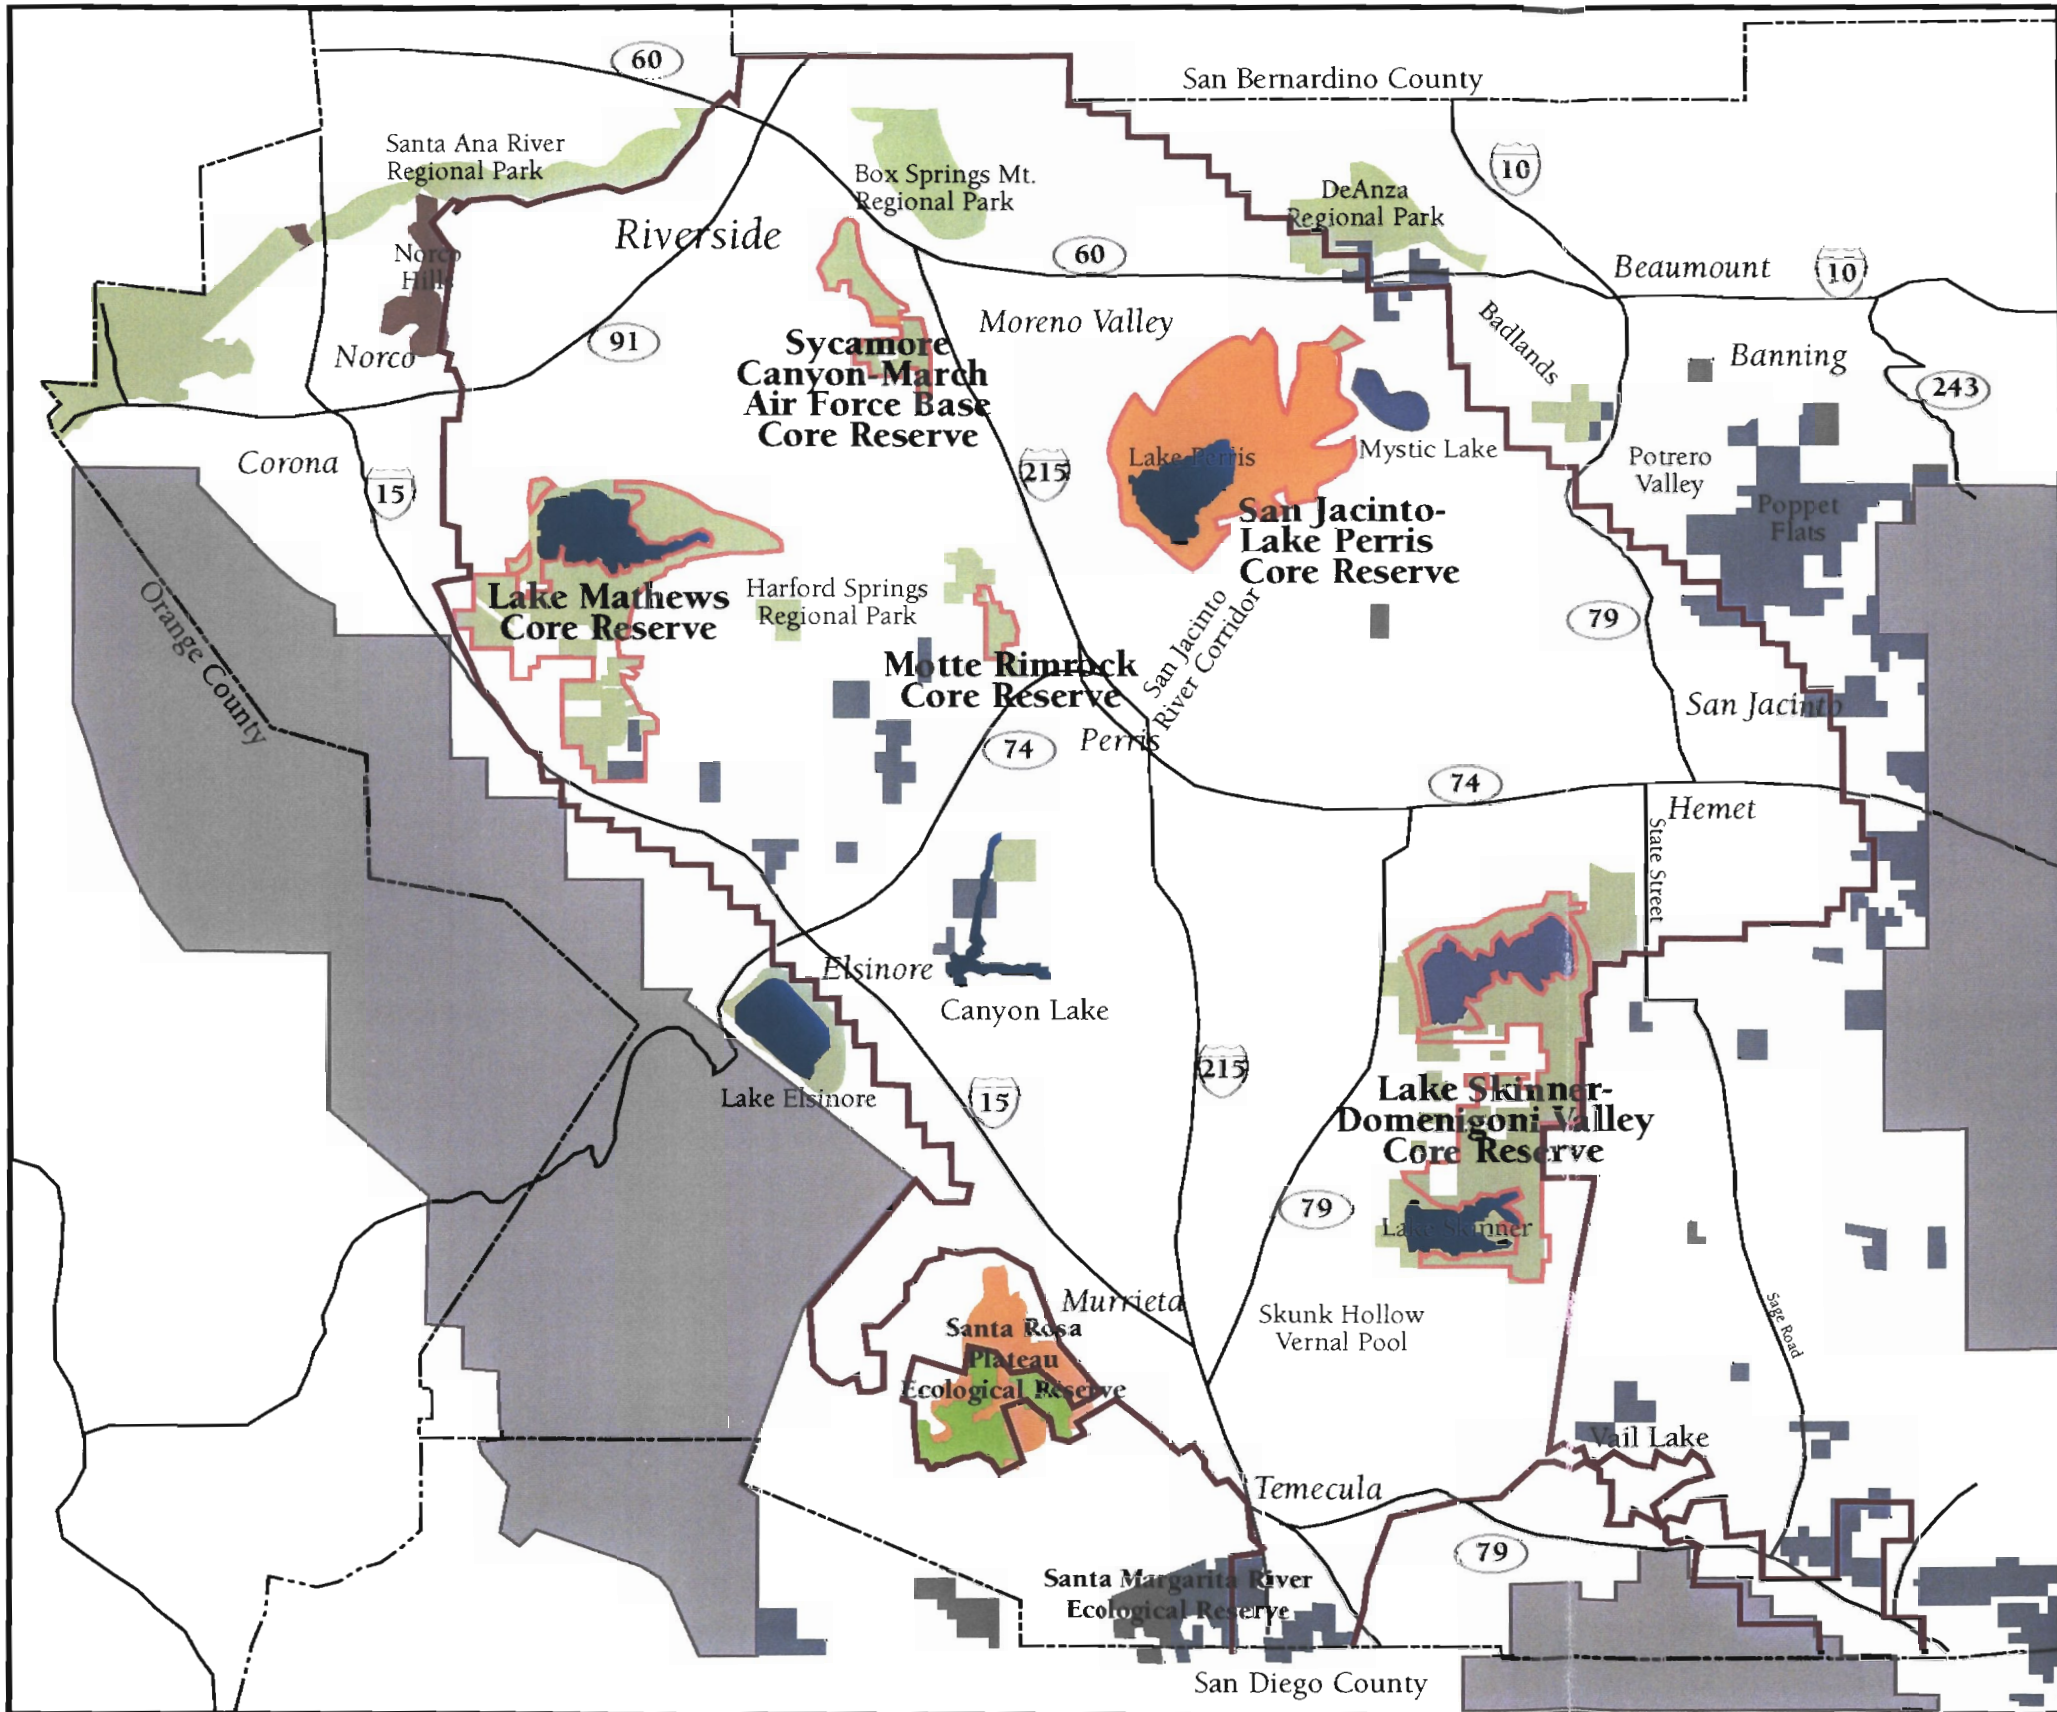 60
San Bernardino County
Santa Ana River
Regional Park
10
Box Springs Mt.
Regional Park
DeAnza
Regional Park
Riverside
Norco
Hills
60
Beaumount
10
Moreno Valley
Badlands
91
Norco
Sycamore
Canyon-March
Air Force Base
Core Reserve
Banning
243
Corona
15
215
Lake Perris
Mystic Lake
Potrero
Valley
Poppet
Flats
San Jacinto-
Lake Perris
Core Reserve
Orange County
Lake Mathews
Core Reserve
Harford Springs
Regional Park
San Jacinto
River Corridor
79
Motte Rimrock
Core Reserve
San Jacinto
74
Perris
74
Hemet
State Street
Elsinore
Canyon Lake
Lake Elsinore
15
215
Lake Skinner-
Domenigoni Valley
Core Reserve
79
Lake Skinner
Murrieta
Skunk Hollow
Vernal Pool
Sage Road
Santa Rosa
Plateau
Ecological Reserve
Vail Lake
Temecula
79
Santa Margarita River
Ecological Reserve
San Diego County